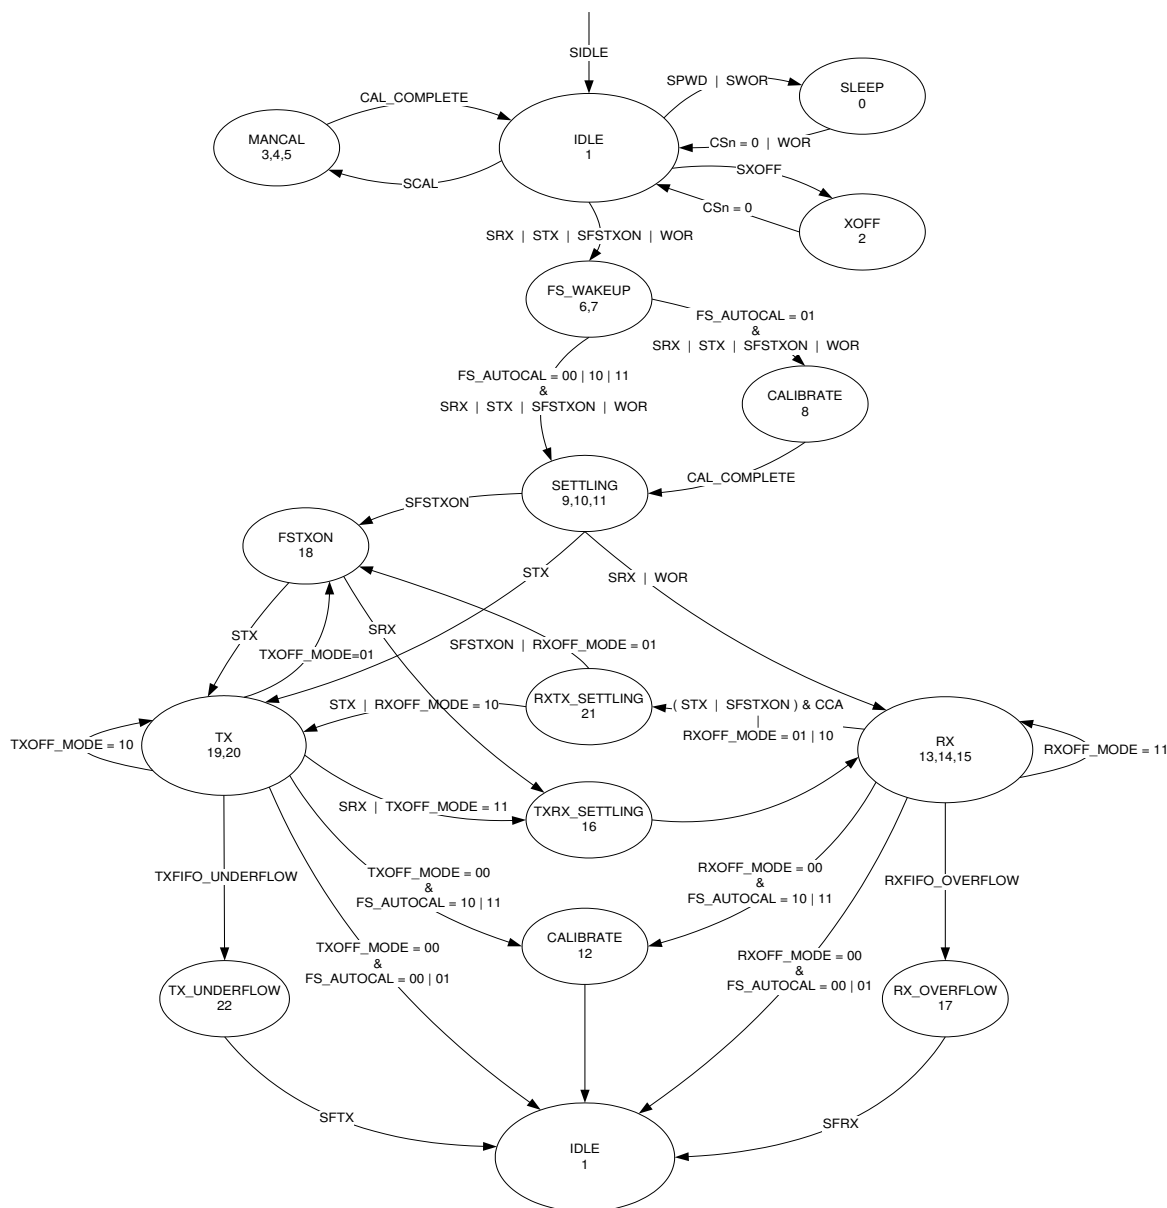 SIDLE
SPWD | SWOR
SLEEP
0
CAL_COMPLETE
IDLE
1
MANCAL
3,4,5
CSn = 0 | WOR
SXOFF
SCAL
CSn = 0
XOFF
2
SRX | STX | SFSTXON | WOR
FS_WAKEUP
6,7
FS_AUTOCAL = 01
&
SRX | STX | SFSTXON | WOR
FS_AUTOCAL = 00 | 10 | 11
&
SRX | STX | SFSTXON | WOR
CALIBRATE
8
CAL_COMPLETE
SETTLING
9,10,11
SFSTXON
FSTXON
18
STX
SRX | WOR
STX
SRX
TXOFF_MODE=01
SFSTXON | RXOFF_MODE = 01
RXTX_SETTLING
21
STX | RXOFF_MODE = 10
( STX | SFSTXON ) & CCA
|
RXOFF_MODE = 01 | 10
TXOFF_MODE = 10
TX
19,20
RX
13,14,15
RXOFF_MODE = 11
SRX | TXOFF_MODE = 11
TXRX_SETTLING
16
TXOFF_MODE = 00
&
FS_AUTOCAL = 10 | 11
RXOFF_MODE = 00
&
FS_AUTOCAL = 10 | 11
TXFIFO_UNDERFLOW
RXFIFO_OVERFLOW
CALIBRATE
12
TXOFF_MODE = 00
&
FS_AUTOCAL = 00 | 01
RXOFF_MODE = 00
&
FS_AUTOCAL = 00 | 01
TX_UNDERFLOW
22
RX_OVERFLOW
17
SFTX
SFRX
IDLE
1